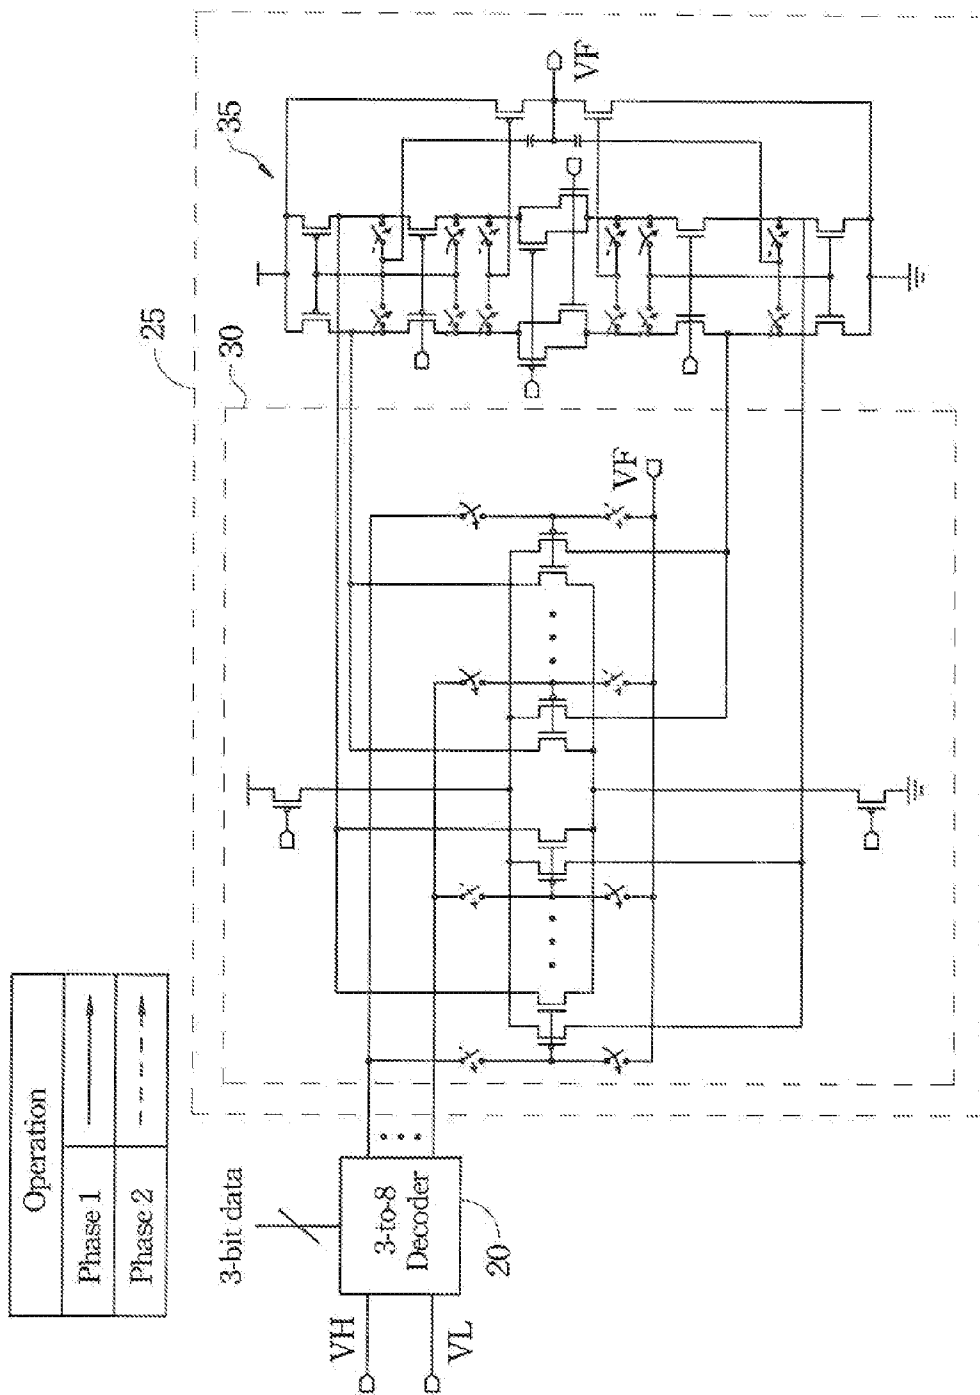 Operation
Phase 1
Phase 2
3-bit data
VH
VL
3-to-8
Decoder
20
25
30
35
VF
VF